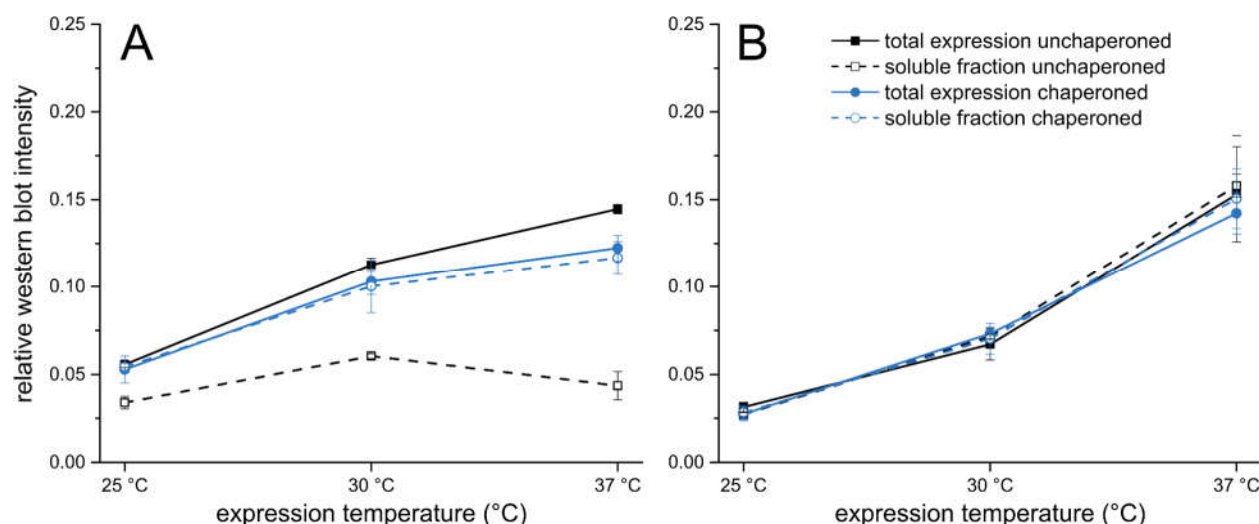 A
B
total expression unchaperoned
soluble fraction unchaperoned
total expression chaperoned
soluble fraction chaperoned
relative western blot intensity
0.25
0.20
0.15
0.10
0.05
0.00
25 °C
30 °C
37 °C
expression temperature (°C)
0.25
0.20
0.15
0.10
0.05
0.00
25 °C
30 °C
37 °C
expression temperature (°C)